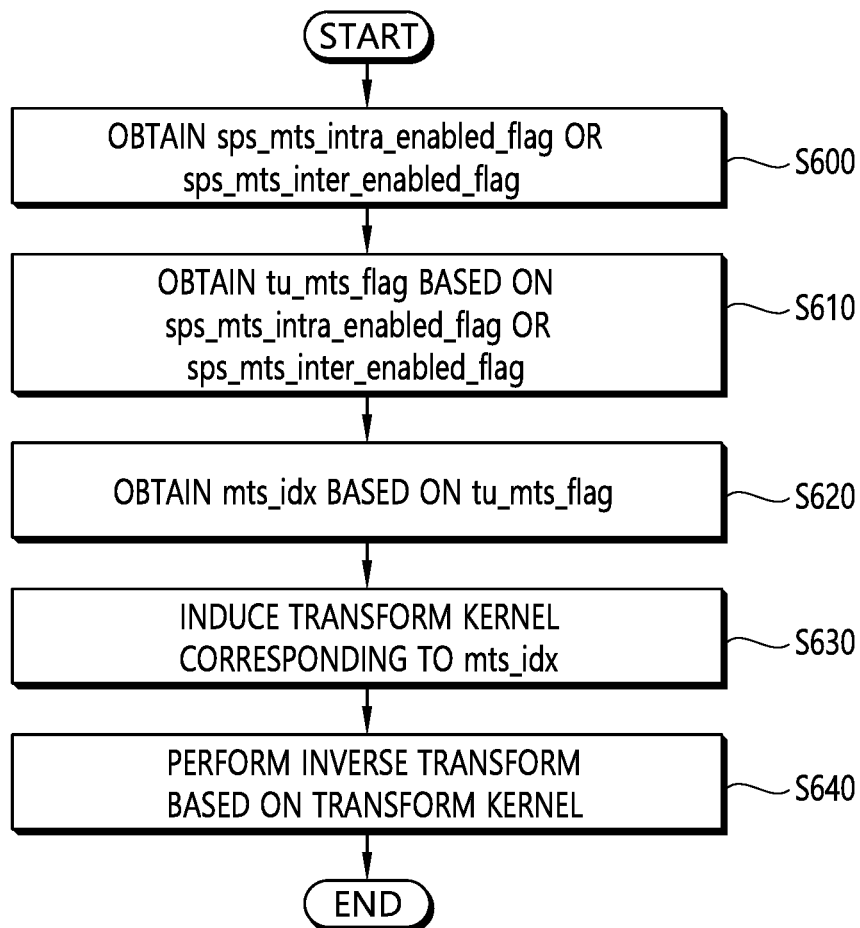 START
OBTAIN sps_mts_intra_enabled_flag OR
sps_mts_inter_enabled_flag
S600
OBTAIN tu_mts_flag BASED ON
sps_mts_intra_enabled_flag OR
sps_mts_inter_enabled_flag
S610
OBTAIN mts_idx BASED ON tu_mts_flag
S620
INDUCE TRANSFORM KERNEL
CORRESPONDING TO mts_idx
S630
PERFORM INVERSE TRANSFORM
BASED ON TRANSFORM KERNEL
S640
END